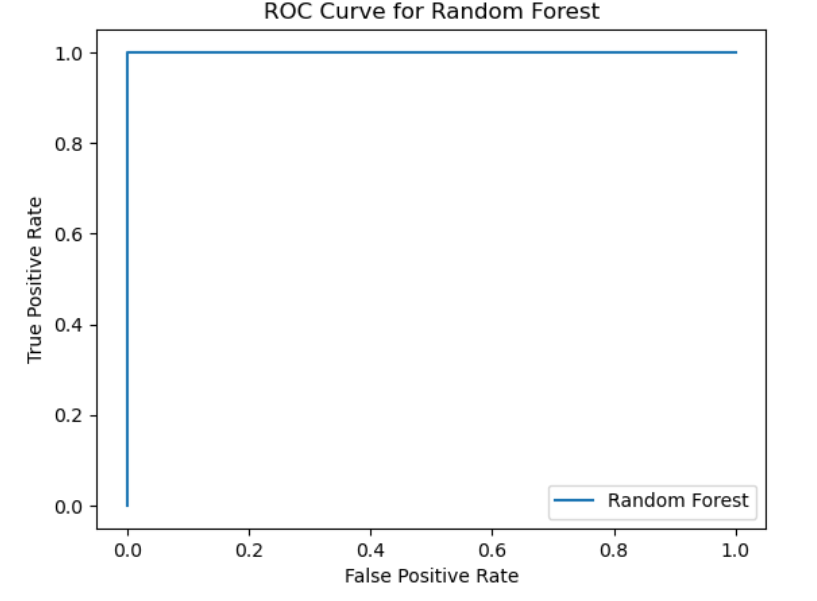 ROC Curve for Random Forest
1.0
0.8
0.6
0.4
0.2
0.0
True Positive Rate
Random Forest
0.0 0.2 0.4 0.6 0.8 1.0
False Positive Rate